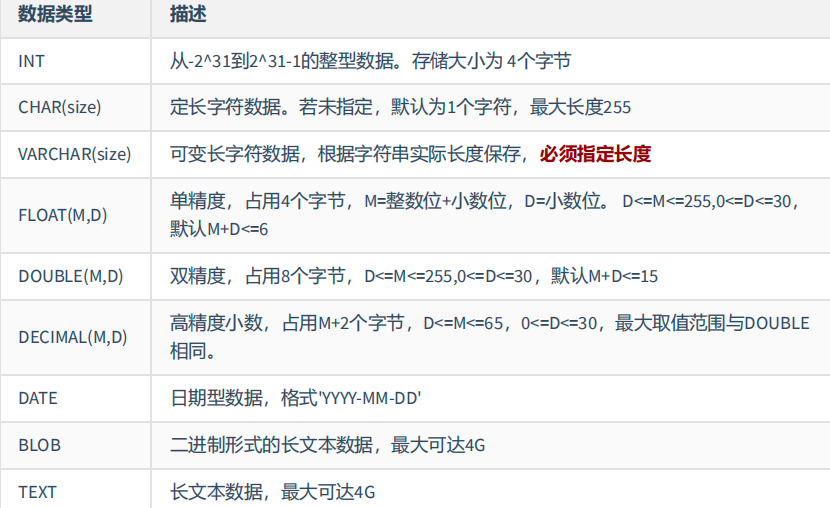 数据类型 描述
INT 从-2^31到2^31-1的整型数据。存储大小为 4个字节
CHAR(size) 定长字符数据。若未指定，默认为1个字符，最大长度255
VARCHAR(size) 可变长字符数据，根据字符串实际长度保存，必须指定长度
FLOAT(M,D) 单精度，占用4个字节，M=整数位+小数位，D=小数位。 D<=M<=255,0<=D<=30，
默认M+D<=6
DOUBLE(M,D) 双精度，占用8个字节，D<=M<=255,0<=D<=30，默认M+D<=15
DECIMAL(M,D) 高精度小数，占用M+2个字节，D<=M<=65，0<=D<=30，最大取值范围与DOUBLE
相同。
DATE 日期型数据，格式'YYYY-MM-DD'
BLOB 二进制形式的长文本数据，最大可达4G
TEXT 长文本数据，最大可达4G